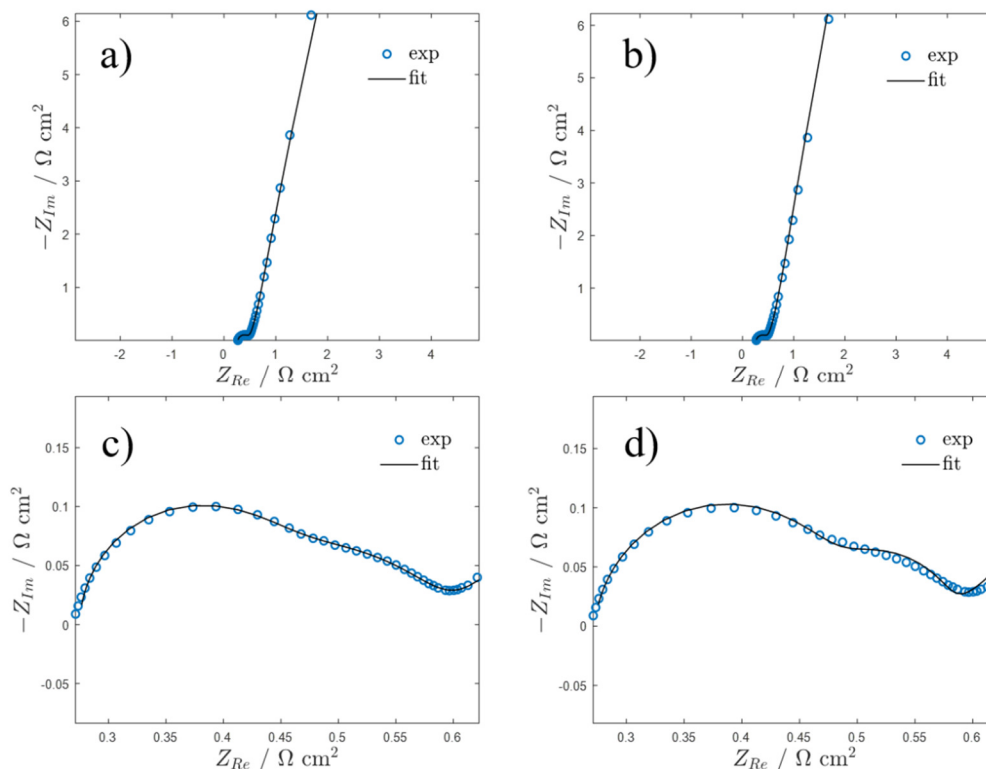 a)
exp
fit
6
5
4
3
2
1
-2
-1
0
1
2
3
4
−Z_Im / Ω cm²
Z_Re / Ω cm²
b)
exp
fit
6
5
4
3
2
1
-2
-1
0
1
2
3
4
−Z_Im / Ω cm²
Z_Re / Ω cm²
c)
exp
fit
0.15
0.1
0.05
0
-0.05
0.3
0.35
0.4
0.45
0.5
0.55
0.6
−Z_Im / Ω cm²
Z_Re / Ω cm²
d)
exp
fit
0.15
0.1
0.05
0
-0.05
0.3
0.35
0.4
0.45
0.5
0.55
0.6
−Z_Im / Ω cm²
Z_Re / Ω cm²